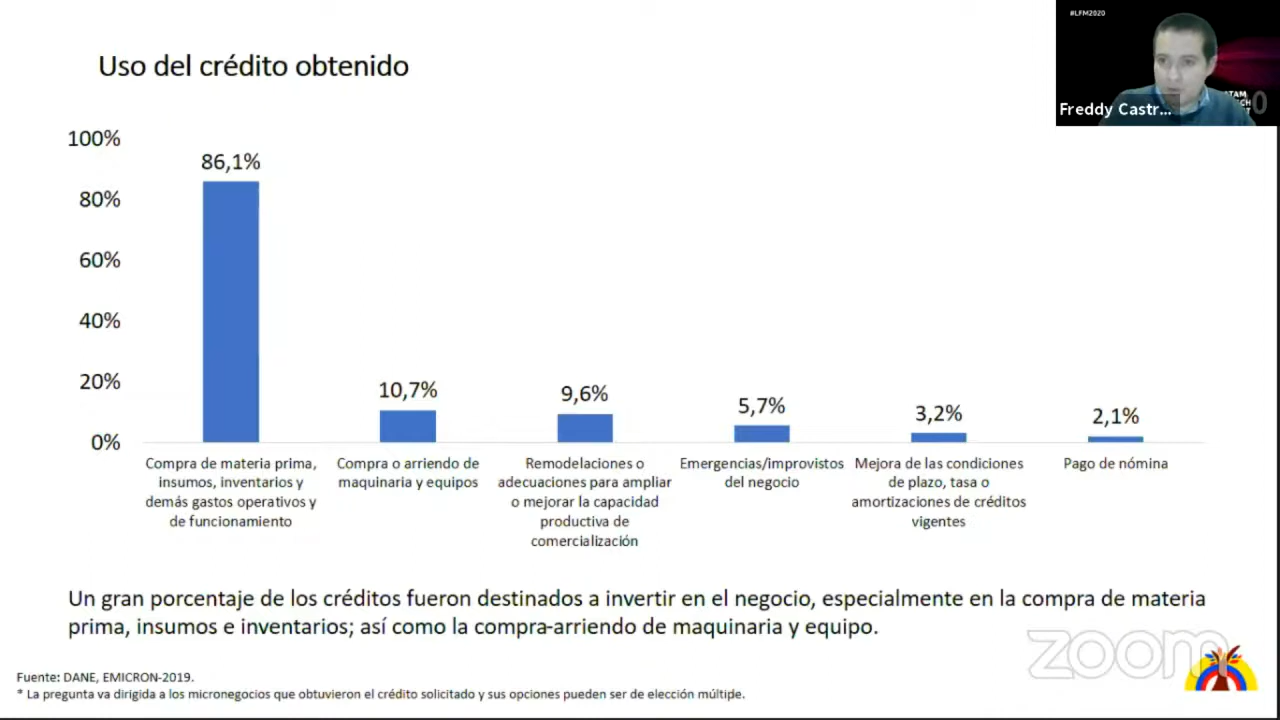 #LFM2020
Freddy Castr...
Uso del crédito obtenido
100%
80%
60%
40%
20%
0%
86,1%
10,7%
9,6%
5,7%
3,2%
2,1%
Compra de materia prima,
insumos, inventarios y
demás gastos operativos y
de funcionamiento
Compra o arriendo de
maquinaria y equipos
Remodelaciones o
adecuaciones para ampliar
o mejorar la capacidad
productiva de
comercialización
Emergencias/improvistos
del negocio
Mejora de las condiciones
de plazo, tasa o
amortizaciones de créditos
vigentes
Pago de nómina
Un gran porcentaje de los créditos fueron destinados a invertir en el negocio, especialmente en la compra de materia
prima, insumos e inventarios; así como la compra-arriendo de maquinaria y equipo.
zoom
Fuente: DANE, EMICRON-2019.
* La pregunta va dirigida a los micronegocios que obtuvieron el crédito solicitado y sus opciones pueden ser de elección múltiple.